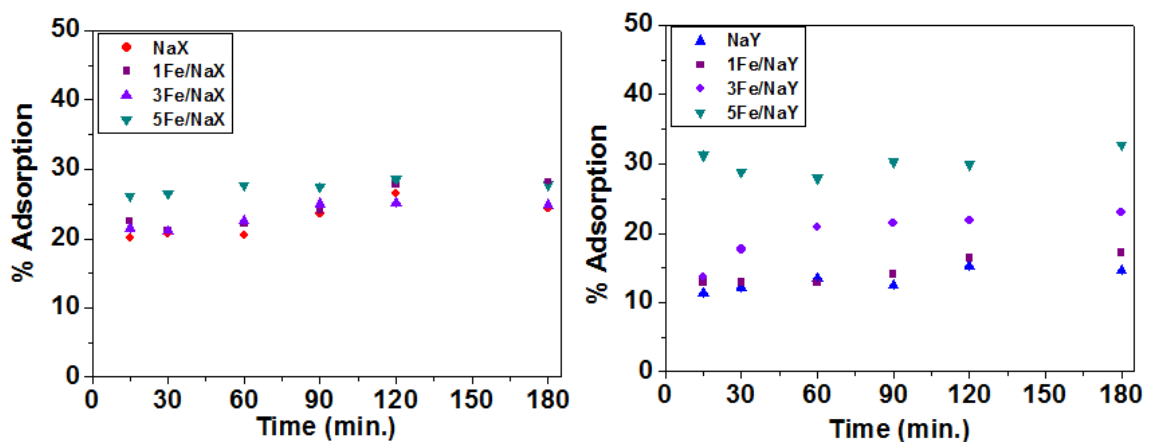 50
40
30
20
10
0
% Adsorption
NaX
1Fe/NaX
3Fe/NaX
5Fe/NaX
0 30 60 90 120 150 180
Time (min.)
50
40
30
20
10
0
% Adsorption
NaY
1Fe/NaY
3Fe/NaY
5Fe/NaY
0 30 60 90 120 150 180
Time (min.)